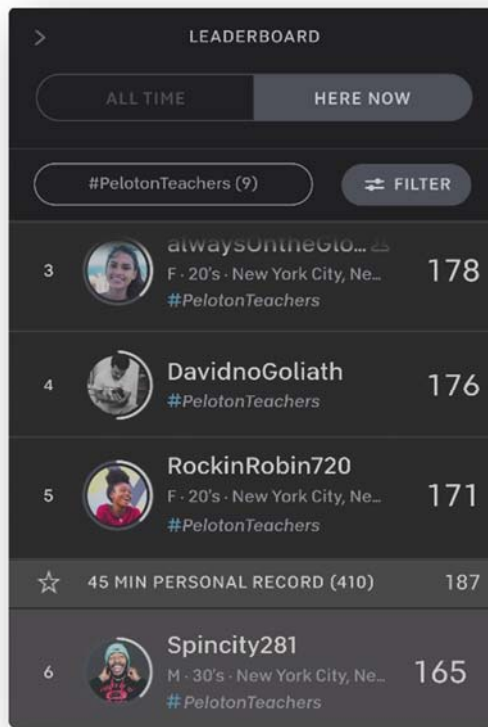 LEADERBOARD
ALL TIME HERE NOW
#PelotonTeachers (9) FILTER
alwaysOntheGlo...
3 F · 20's · New York City, Ne... 178
#PelotonTeachers
DavidnoGoliath
4 176
#PelotonTeachers
RockinRobin720
5 F · 20's · New York City, Ne... 171
#PelotonTeachers
45 MIN PERSONAL RECORD (410) 187
Spincity281
6 M · 30's · New York City, Ne... 165
#PelotonTeachers